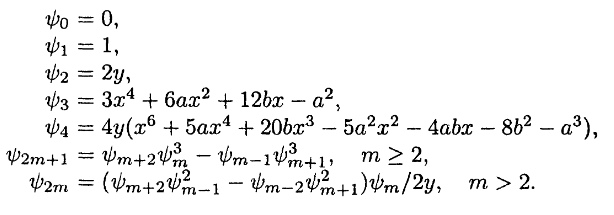 ψ₀ = 0,
ψ₁ = 1,
ψ₂ = 2y,
ψ₃ = 3x⁴ + 6ax² + 12bx − a²,
ψ₄ = 4y(x⁶ + 5ax⁴ + 20bx³ − 5a²x² − 4abx − 8b² − a³),
ψ₂ₘ₊₁ = ψₘ₊₂ψₘ³ − ψₘ₋₁ψₘ₊₁³, m ≥ 2,
ψ₂ₘ = (ψₘ₊₂ψₘ₋₁² − ψₘ₋₂ψₘ₊₁²)ψₘ/2y, m > 2.